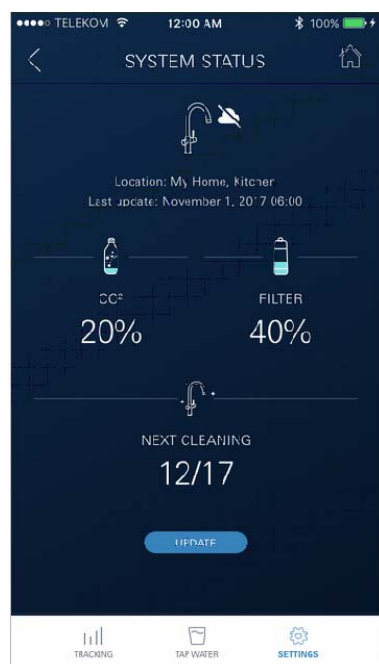 TELEKOM 12:00 AM 100%
SYSTEM STATUS
Location: My Home, Kitchen
Last update: November 1, 2017 06:00
CO² FILTER
20% 40%
NEXT CLEANING
12/17
UPDATE
TRACKING TAP WATER SETTINGS